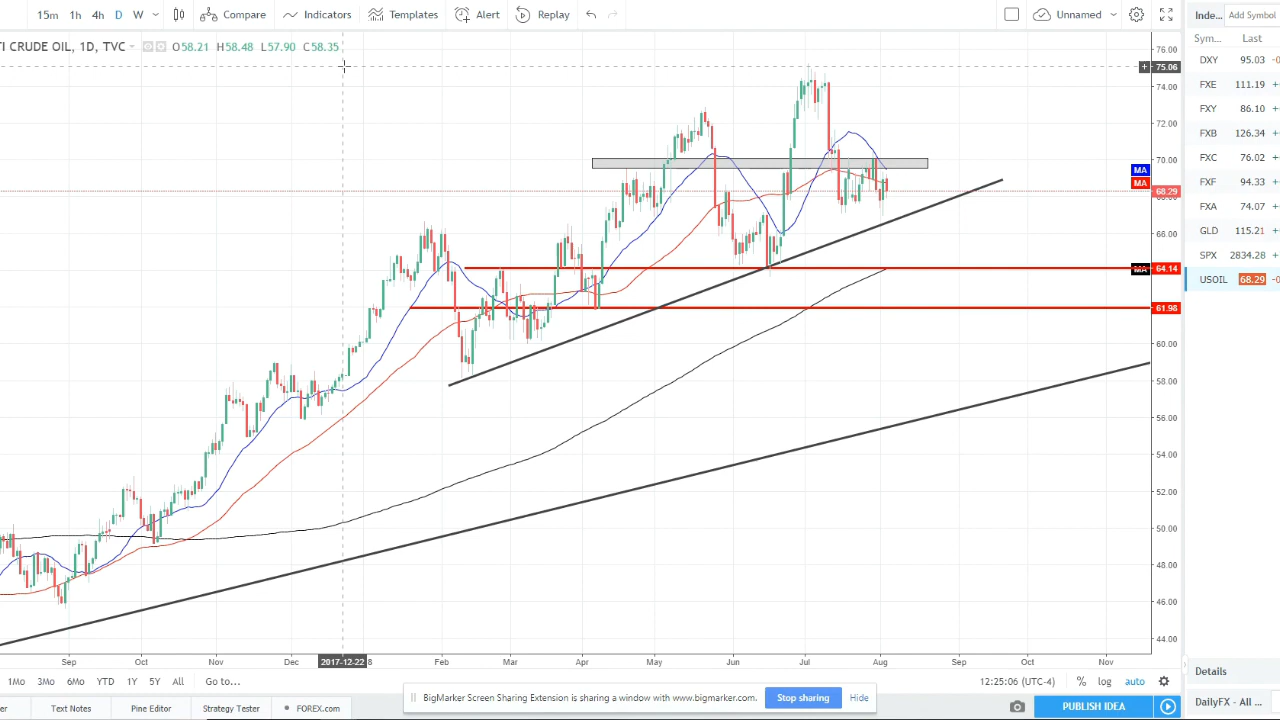 15m 1h 4h D W Compare Indicators Templates Alert Replay Unnamed Inde... Add Symbol
TI CRUDE OIL, 1D, TVC O58.21 H58.48 L57.90 C58.35
Sym... Last
DXY 95.03 -0
FXE 111.19 +
FXY 86.10 +
FXB 126.34 +
FXC 76.02 +
FXF 94.33 +
FXA 74.07 +
GLD 115.21 +
SPX 2834.28 +
USOIL 68.29 -0
76.00
+ 75.06
74.00
72.00
70.00
MA
MA
68.29
68.00
66.00
MA 64.14
61.98
60.00
58.00
56.00
54.00
52.00
50.00
48.00
46.00
44.00
Sep Oct Nov Dec 2017-12-22 8 Feb Mar Apr May Jun Jul Aug Sep Oct Nov
1Mo 3Mo 6Mo YTD 1Y 5Y All Go to... 12:25:06 (UTC-4) % log auto
Details
BigMarker Screen Sharing Extension is sharing a window with www.bigmarker.com. Stop sharing Hide
er Text Notes Pine Editor Strategy Tester FOREX.com PUBLISH IDEA DailyFX - All ...